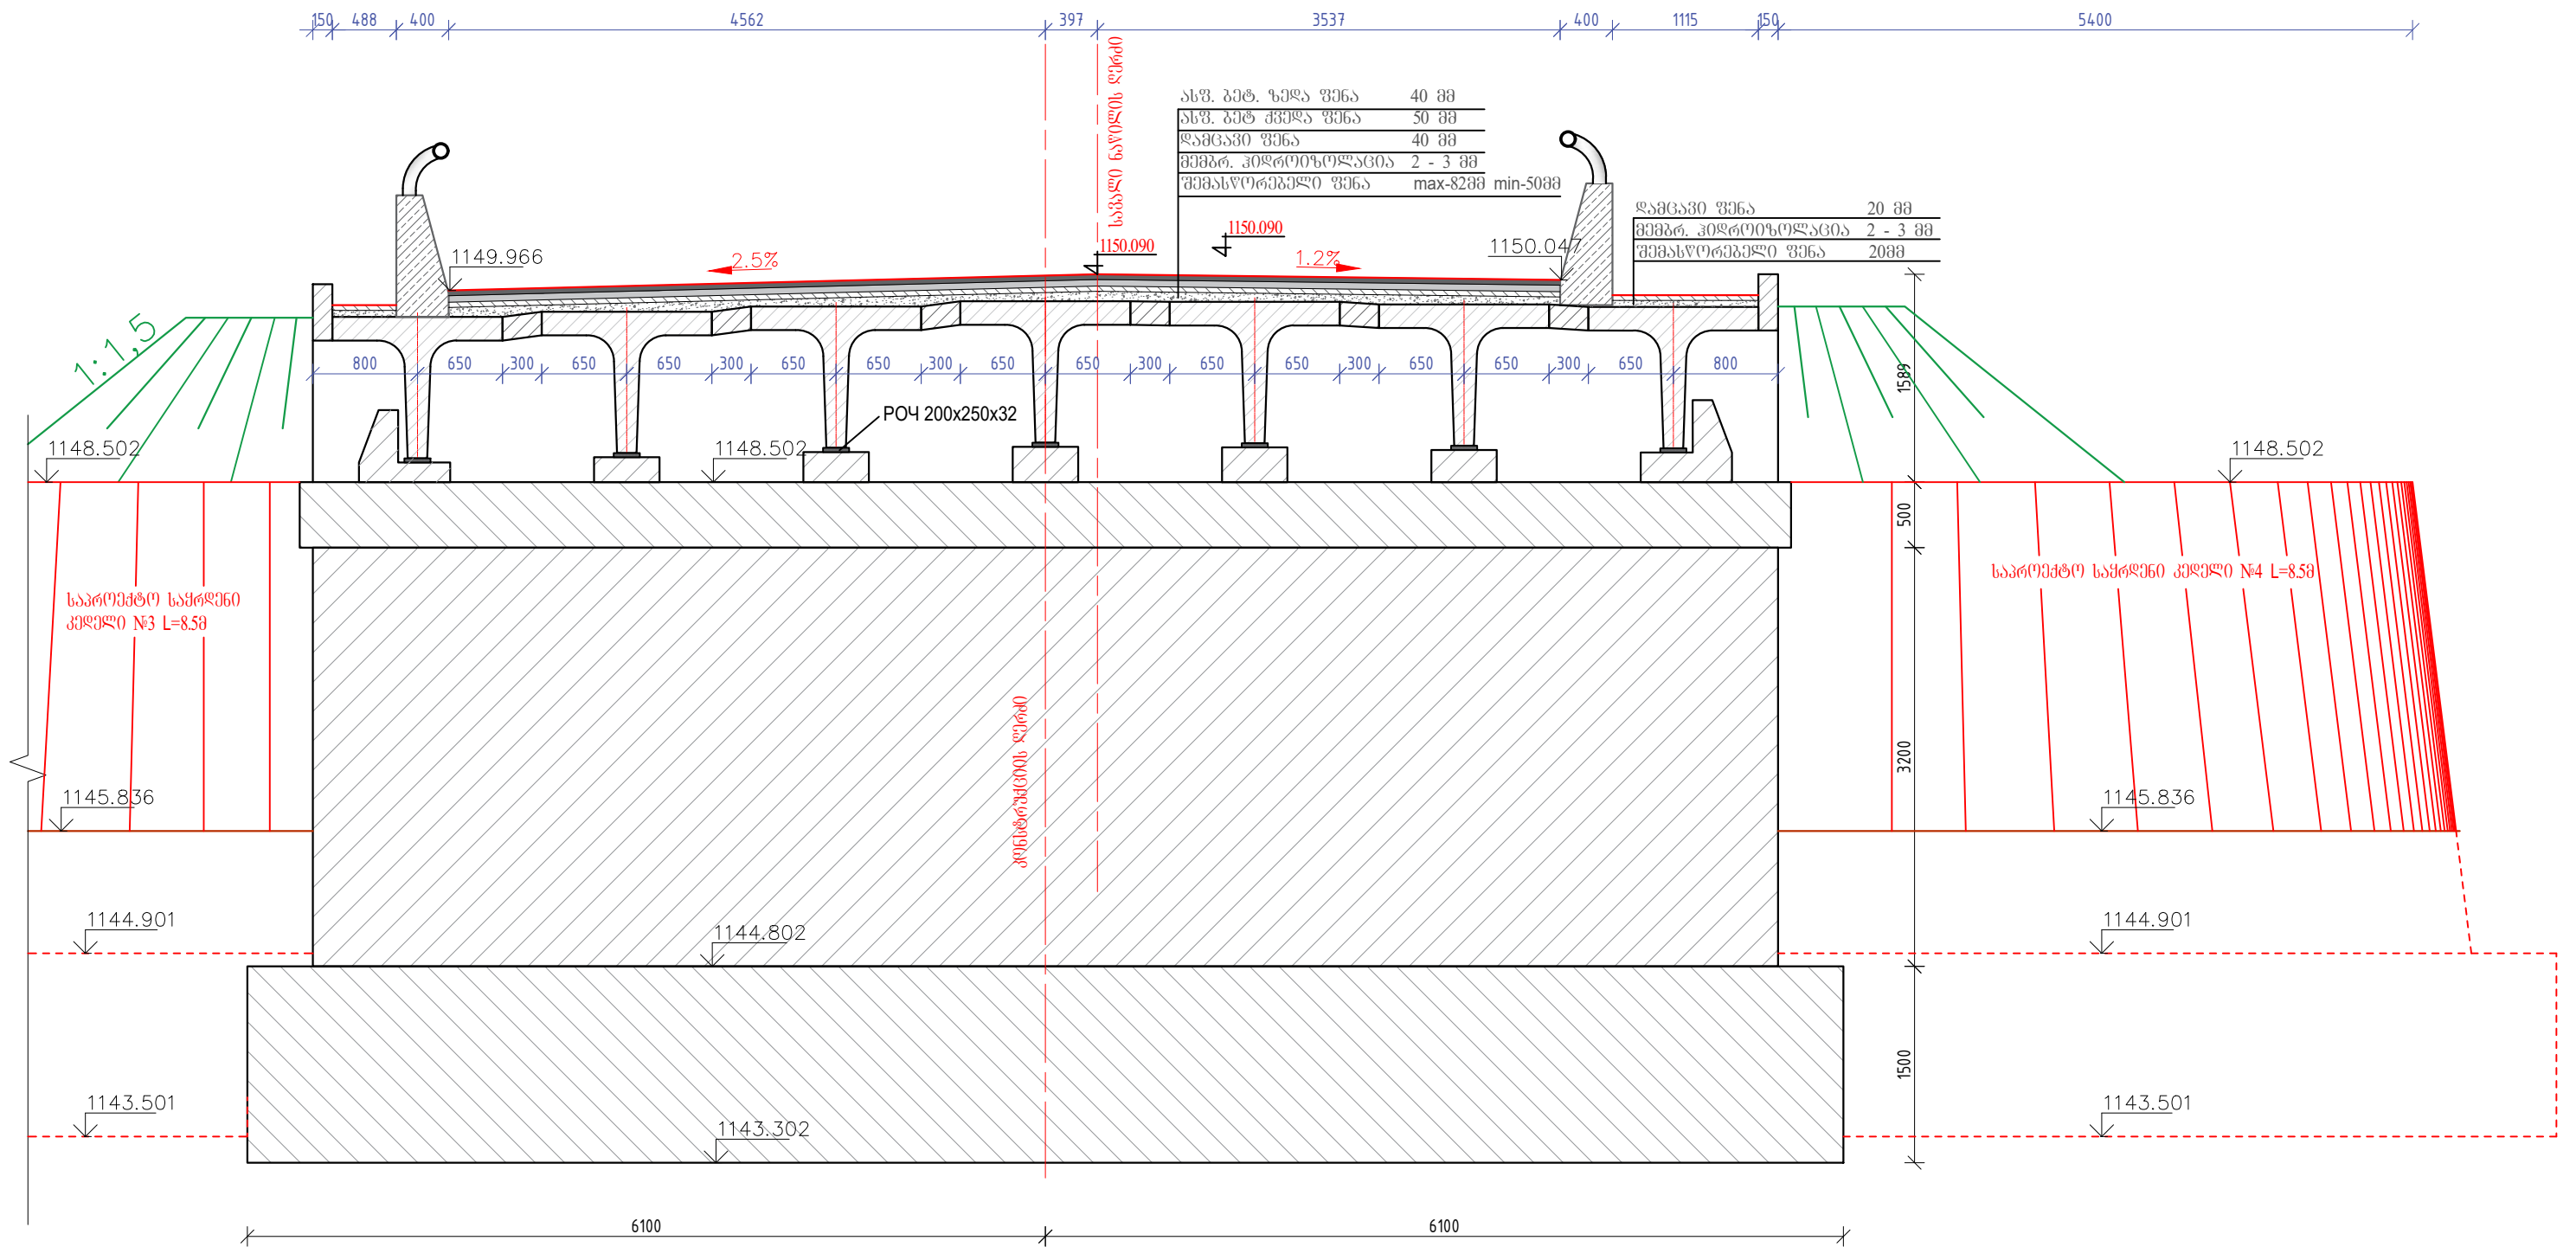 150 488 400 4562 397 3537 400 1115 150 5400
სავალი ნაწილის ღერძი
ასფ. ბეტ. ზედა ფენა 40 მმ
ასფ. ბეტ ქვედა ფენა 50 მმ
დამცავი ფენა 40 მმ
მემბრ. ჰიდროიზოლაცია 2 - 3 მმ
შემასწორებელი ფენა max-82მმ min-50მმ
დამცავი ფენა 20 მმ
მემბრ. ჰიდროიზოლაცია 2 - 3 მმ
შემასწორებელი ფენა 20მმ
1149.966
2.5%
1150.090
1150.090
1.2%
1150.047
1:1,5
800 650 300 650 650 300 650 650 300 650 650 300 650 650 300 650 650 300 650 800
1589
РОЧ 200x250x32
1148.502
1148.502
1148.502
500
საპროექტო საყრდენი
კედელი №3 L=8.5მ
საპროექტო საყრდენი კედელი №4 L=8.5მ
კონსტრუქციის ღერძი
3200
1145.836
1145.836
1144.901
1144.802
1144.901
1500
1143.501
1143.302
1143.501
6100 6100